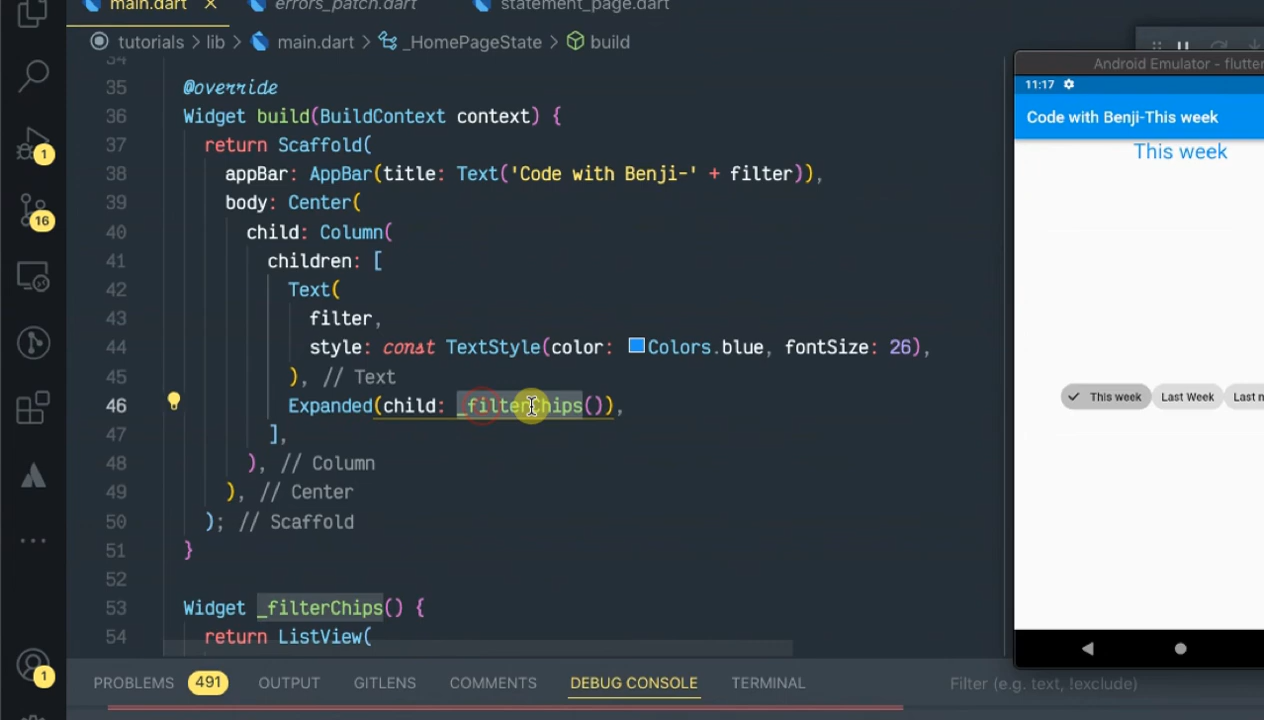 main.dart ×
errors_patch.dart
statement_page.dart
tutorials > lib > main.dart > _HomePageState > build
34
35 @override
36 Widget build(BuildContext context) {
37 return Scaffold(
38 appBar: AppBar(title: Text('Code with Benji-' + filter)),
39 body: Center(
40 child: Column(
41 children: [
42 Text(
43 filter,
44 style: const TextStyle(color: Colors.blue, fontSize: 26),
45 ), // Text
46 Expanded(child: _filterChips()),
47 ],
48 ), // Column
49 ), // Center
50 ); // Scaffold
51 }
52
53 Widget _filterChips() {
54 return ListView(
1
16
1
PROBLEMS 491 OUTPUT GITLENS COMMENTS DEBUG CONSOLE TERMINAL Filter (e.g. text, !exclude)
Android Emulator - flutter
11:17
Code with Benji-This week
This week
This week Last Week Last m